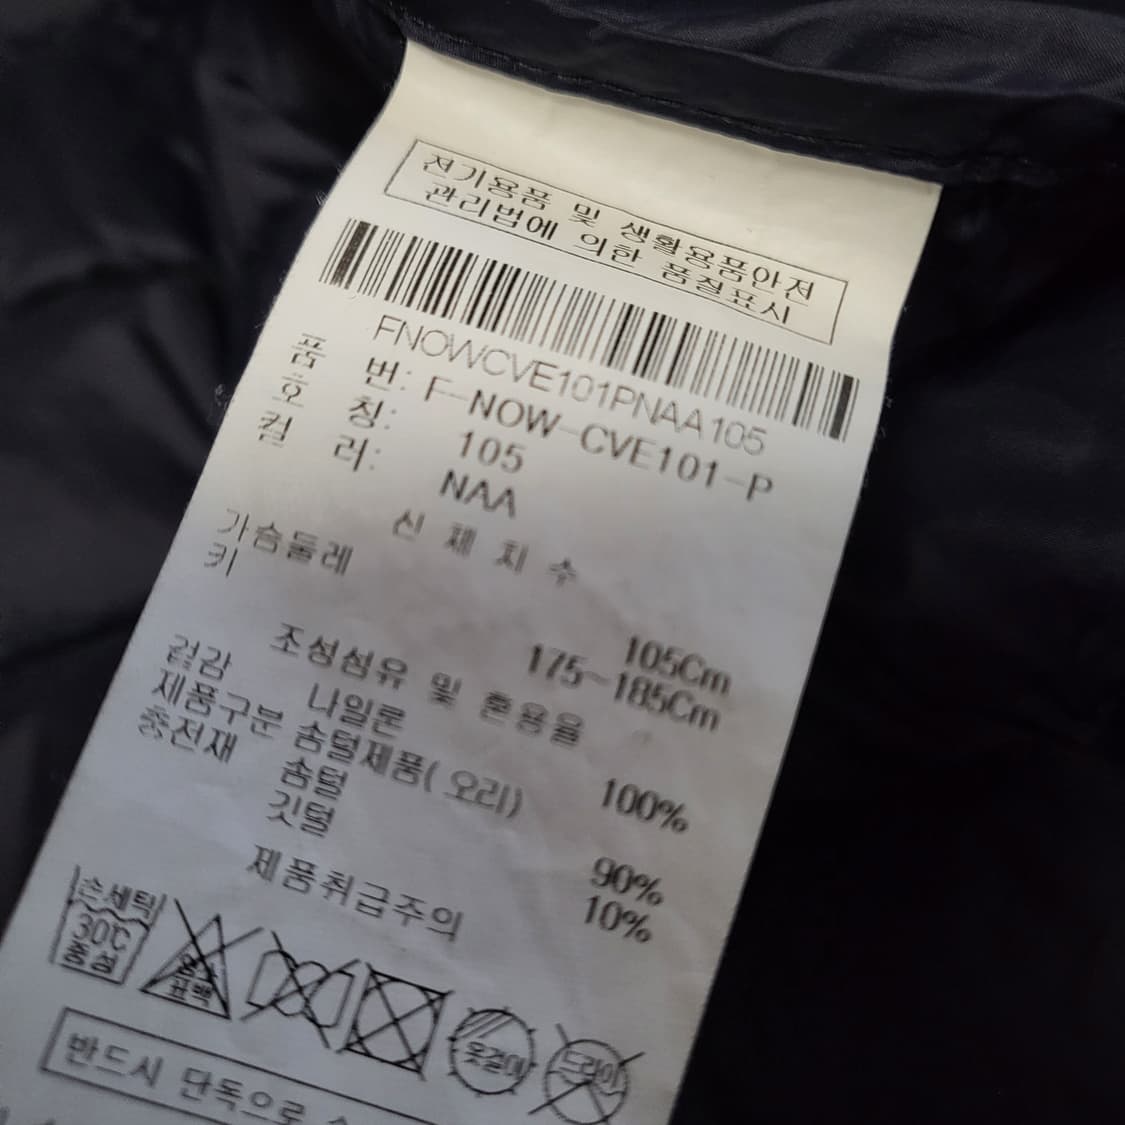 전기용품 및 생활용품안전
관리법에 의한 품질표시
FNOWCVE101PNAA105
품 번: F-NOW-CVE101-P
호 칭: 105
컬 러: NAA
신 체 치 수
가슴둘레 105Cm
키 175~185Cm
조성섬유 및 혼용율
겉감 나일론 100%
제품구분 솜털제품( 오리)
충전재 솜털 90%
깃털 10%
제품취급주의
손세탁
30℃
중성
표백
옷걸이
드라이
반드시 단독으로